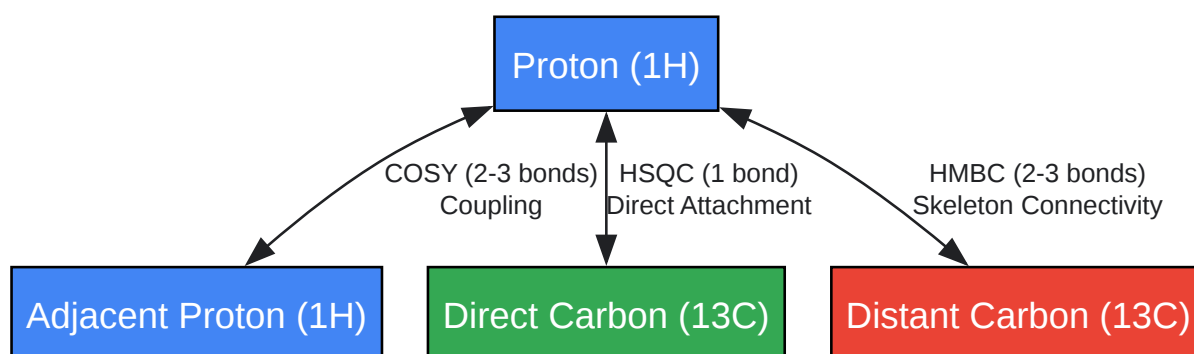 Proton (1H)
COSY (2-3 bonds)
Coupling
HSQC (1 bond)
Direct Attachment
HMBC (2-3 bonds)
Skeleton Connectivity
Adjacent Proton (1H)
Direct Carbon (13C)
Distant Carbon (13C)